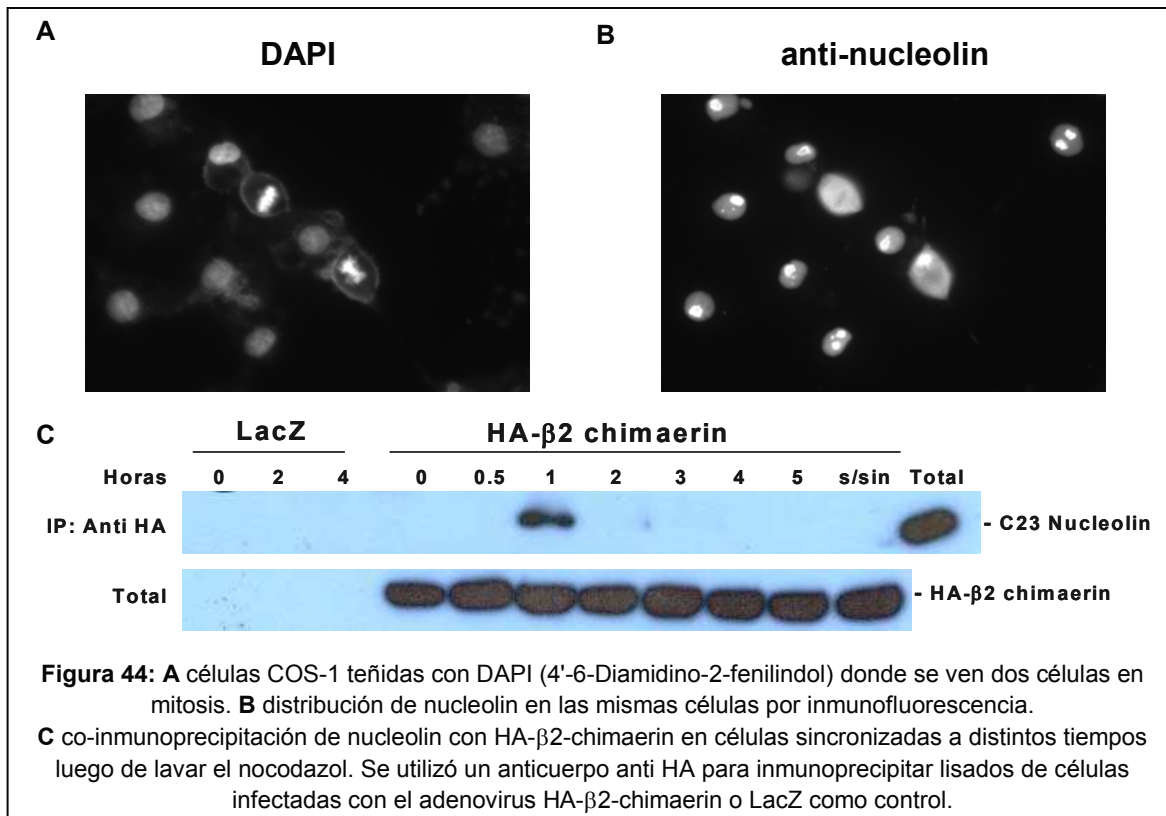 A
DAPI
B
anti-nucleolin
C
LacZ
HA-β2 chimaerin
Horas 0 2 4 0 0.5 1 2 3 4 5 s/sin Total
IP: Anti HA
- C23 Nucleolin
Total
- HA-β2 chimaerin
Figura 44: A células COS-1 teñidas con DAPI (4'-6-Diamidino-2-fenilindol) donde se ven dos células en
mitosis. B distribución de nucleolin en las mismas células por inmunofluorescencia.
C co-inmunoprecipitación de nucleolin con HA-β2-chimaerin en células sincronizadas a distintos tiempos
luego de lavar el nocodazol. Se utilizó un anticuerpo anti HA para inmunoprecipitar lisados de células
infectadas con el adenovirus HA-β2-chimaerin o LacZ como control.